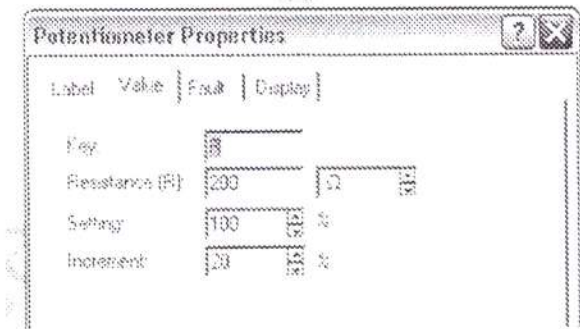 Potentiometer Properties
Label Value Fault Display
Key: R
Resistance (R): 200 Ω
Setting: 100 %
Increment: 20 %